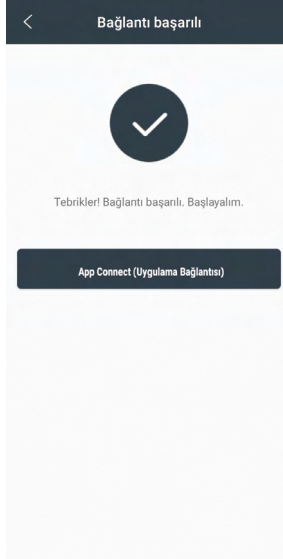 Bağlantı başarılı
Tebrikler! Bağlantı başarılı. Başlayalım.
App Connect (Uygulama Bağlantısı)